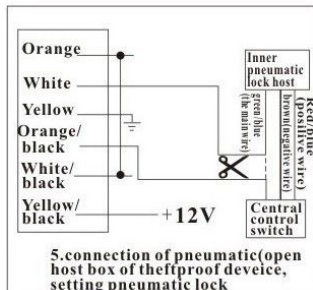 Orange
White
Yellow
Orange/
black
White/
black
Yellow/
black
+12V
Inner
pneumatic
lock host
green/blue
(the main wire)
brown(negative wire)
Red/blue
(posilive wire)
Central
control
switch
5.connection of pneumatic(open
host box of theftproof deveice,
setting pneumatic lock